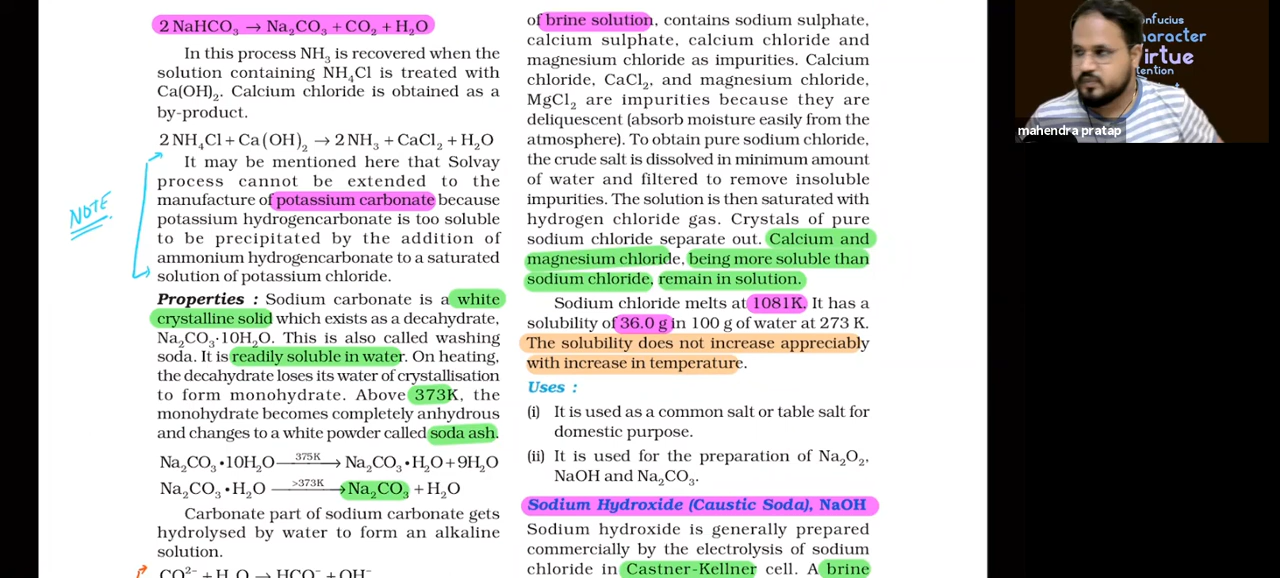 2 NaHCO₃ → Na₂CO₃ + CO₂ + H₂O
In this process NH₃ is recovered when the
solution containing NH₄Cl is treated with
Ca(OH)₂. Calcium chloride is obtained as a
by-product.
2 NH₄Cl + Ca(OH)₂ → 2 NH₃ + CaCl₂ + H₂O
It may be mentioned here that Solvay
process cannot be extended to the
manufacture of potassium carbonate because
potassium hydrogencarbonate is too soluble
to be precipitated by the addition of
ammonium hydrogencarbonate to a saturated
solution of potassium chloride.
NOTE
Properties : Sodium carbonate is a white
crystalline solid which exists as a decahydrate,
Na₂CO₃·10H₂O. This is also called washing
soda. It is readily soluble in water. On heating,
the decahydrate loses its water of crystallisation
to form monohydrate. Above 373K, the
monohydrate becomes completely anhydrous
and changes to a white powder called soda ash.
Na₂CO₃•10H₂O 375K→ Na₂CO₃•H₂O+9H₂O
Na₂CO₃•H₂O >373K→ Na₂CO₃ + H₂O
Carbonate part of sodium carbonate gets
hydrolysed by water to form an alkaline
solution.
CO²⁻ + H₂O → HCO⁻ + OH⁻
of brine solution, contains sodium sulphate,
calcium sulphate, calcium chloride and
magnesium chloride as impurities. Calcium
chloride, CaCl₂, and magnesium chloride,
MgCl₂ are impurities because they are
deliquescent (absorb moisture easily from the
atmosphere). To obtain pure sodium chloride,
the crude salt is dissolved in minimum amount
of water and filtered to remove insoluble
impurities. The solution is then saturated with
hydrogen chloride gas. Crystals of pure
sodium chloride separate out. Calcium and
magnesium chloride, being more soluble than
sodium chloride, remain in solution.
Sodium chloride melts at 1081K. It has a
solubility of 36.0 g in 100 g of water at 273 K.
The solubility does not increase appreciably
with increase in temperature.
Uses :
(i) It is used as a common salt or table salt for
domestic purpose.
(ii) It is used for the preparation of Na₂O₂,
NaOH and Na₂CO₃.
Sodium Hydroxide (Caustic Soda), NaOH
Sodium hydroxide is generally prepared
commercially by the electrolysis of sodium
chloride in Castner-Kellner cell. A brine
mahendra pratap